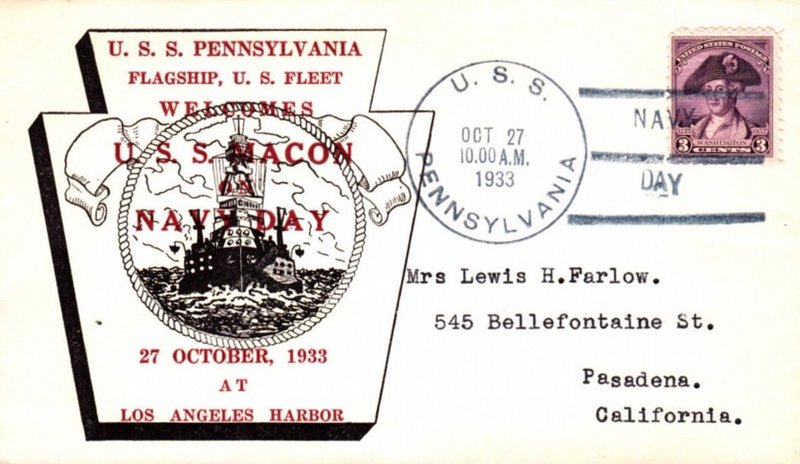 U. S. S. PENNSYLVANIA
FLAGSHIP, U. S. FLEET
WELCOMES
U. S. S. MACON
ON
NAVY DAY
27 OCTOBER, 1933
AT
LOS ANGELES HARBOR
U. S. S.
OCT 27
10.00 A.M.
1933
PENNSYLVANIA
NAVY
DAY
UNITED STATES POSTAGE
WASHINGTON
3 CENTS 3
Mrs Lewis H.Farlow.
545 Bellefontaine St.
Pasadena.
California.